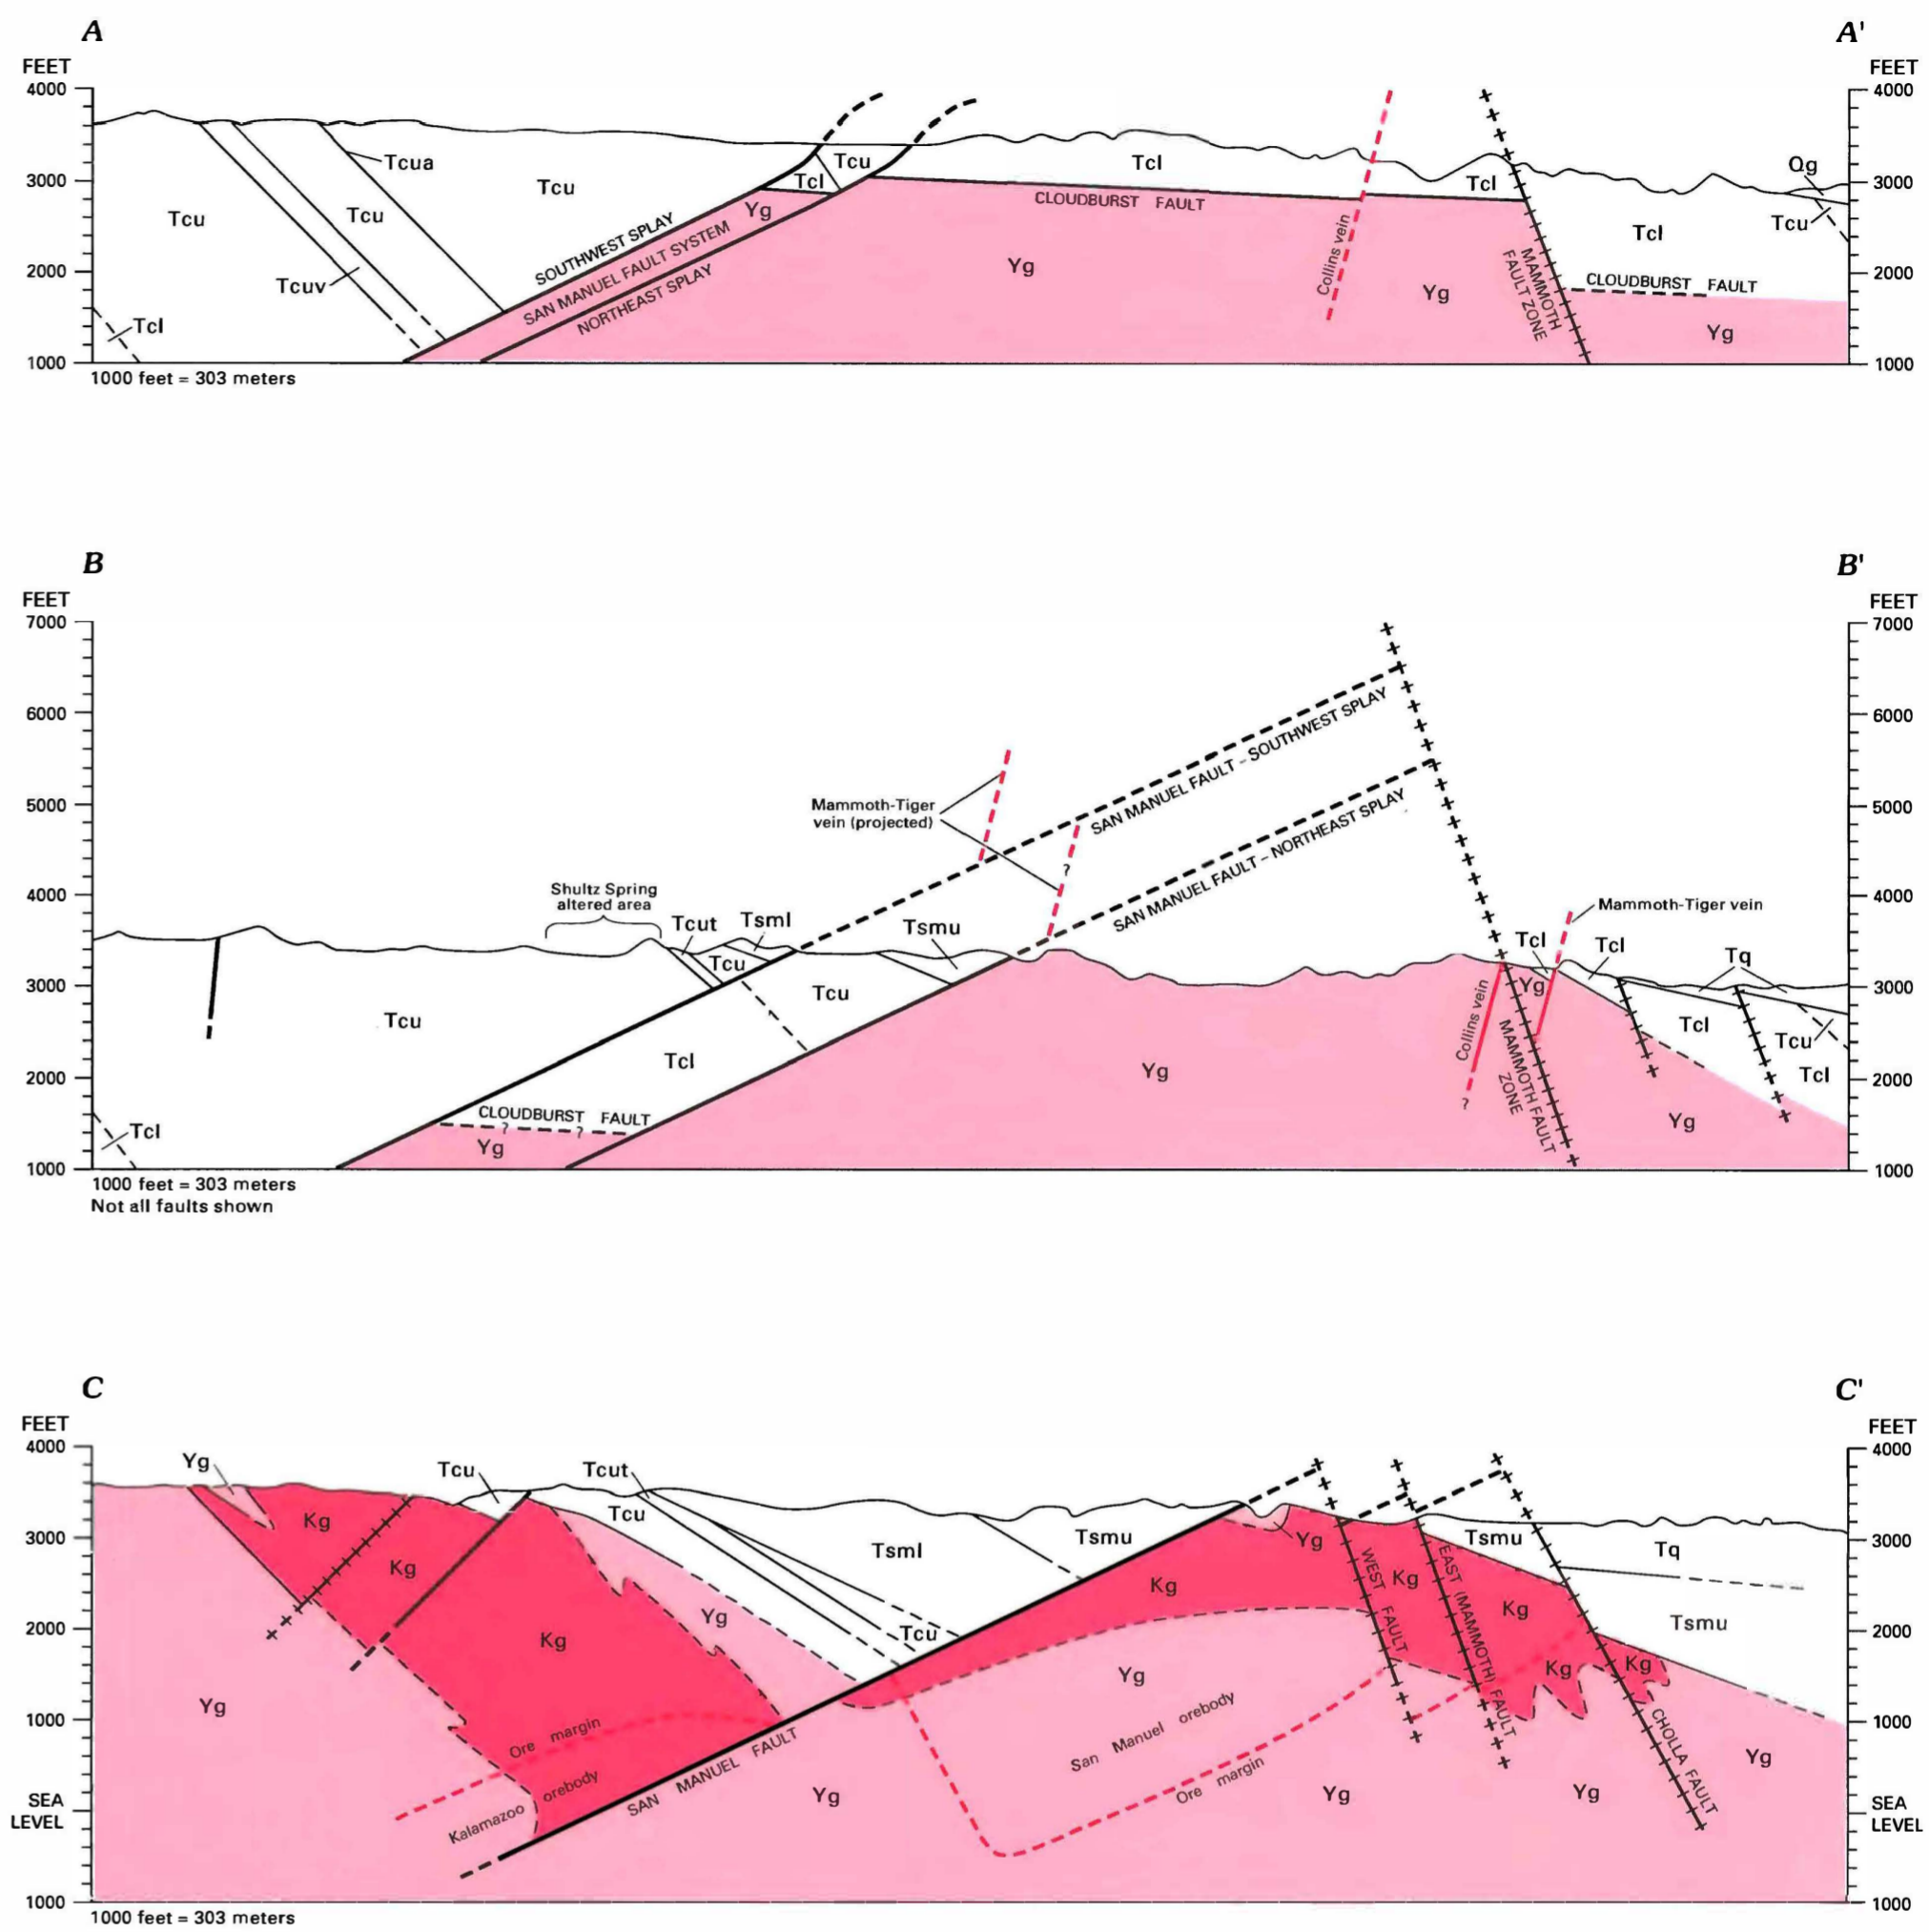 A
A'
FEET
FEET
4000
4000
3000
3000
2000
2000
1000
1000
Tcu
Tcu
Tcua
Tcu
Tcuv
Tcl
Tcu
Tcl
Yg
SOUTHWEST SPLAY
SAN MANUEL FAULT SYSTEM
NORTHEAST SPLAY
Tcl
CLOUDBURST FAULT
Yg
Collins vein
Tcl
Yg
MAMMOTH
FAULT ZONE
Qg
Tcu
Tcl
CLOUDBURST FAULT
Yg
1000 feet = 303 meters
B
B'
FEET
FEET
7000
7000
6000
6000
5000
5000
4000
4000
3000
3000
2000
2000
1000
1000
SAN MANUEL FAULT – SOUTHWEST SPLAY
SAN MANUEL FAULT – NORTHEAST SPLAY
Mammoth-Tiger
vein (projected)
?
Shultz Spring
altered area
Tcut
Tsml
Tsmu
Tcu
Tcu
Tcu
Tcl
Tcl
CLOUDBURST FAULT
? ?
Yg
Yg
Mammoth-Tiger vein
Tcl
Tcl
Tq
Yg
Collins vein
?
MAMMOTH FAULT
ZONE
Tcl
Tcu
Tcl
Yg
1000 feet = 303 meters
Not all faults shown
C
C'
FEET
FEET
4000
4000
3000
3000
2000
2000
1000
1000
SEA
LEVEL
SEA
LEVEL
1000
1000
Yg
Kg
Kg
Tcu
Tcut
Tcu
Kg
Yg
Yg
Tsml
Tcu
Tsmu
Kg
Yg
Kg
Tsmu
Kg
Tq
Tsmu
Yg
Kg
Kg
Ore margin
Kalamazoo orebody
SAN MANUEL FAULT
Yg
San Manuel orebody
Ore margin
Yg
WEST FAULT
EAST (MAMMOTH) FAULT
CHOLLA FAULT
Yg
Yg
1000 feet = 303 meters